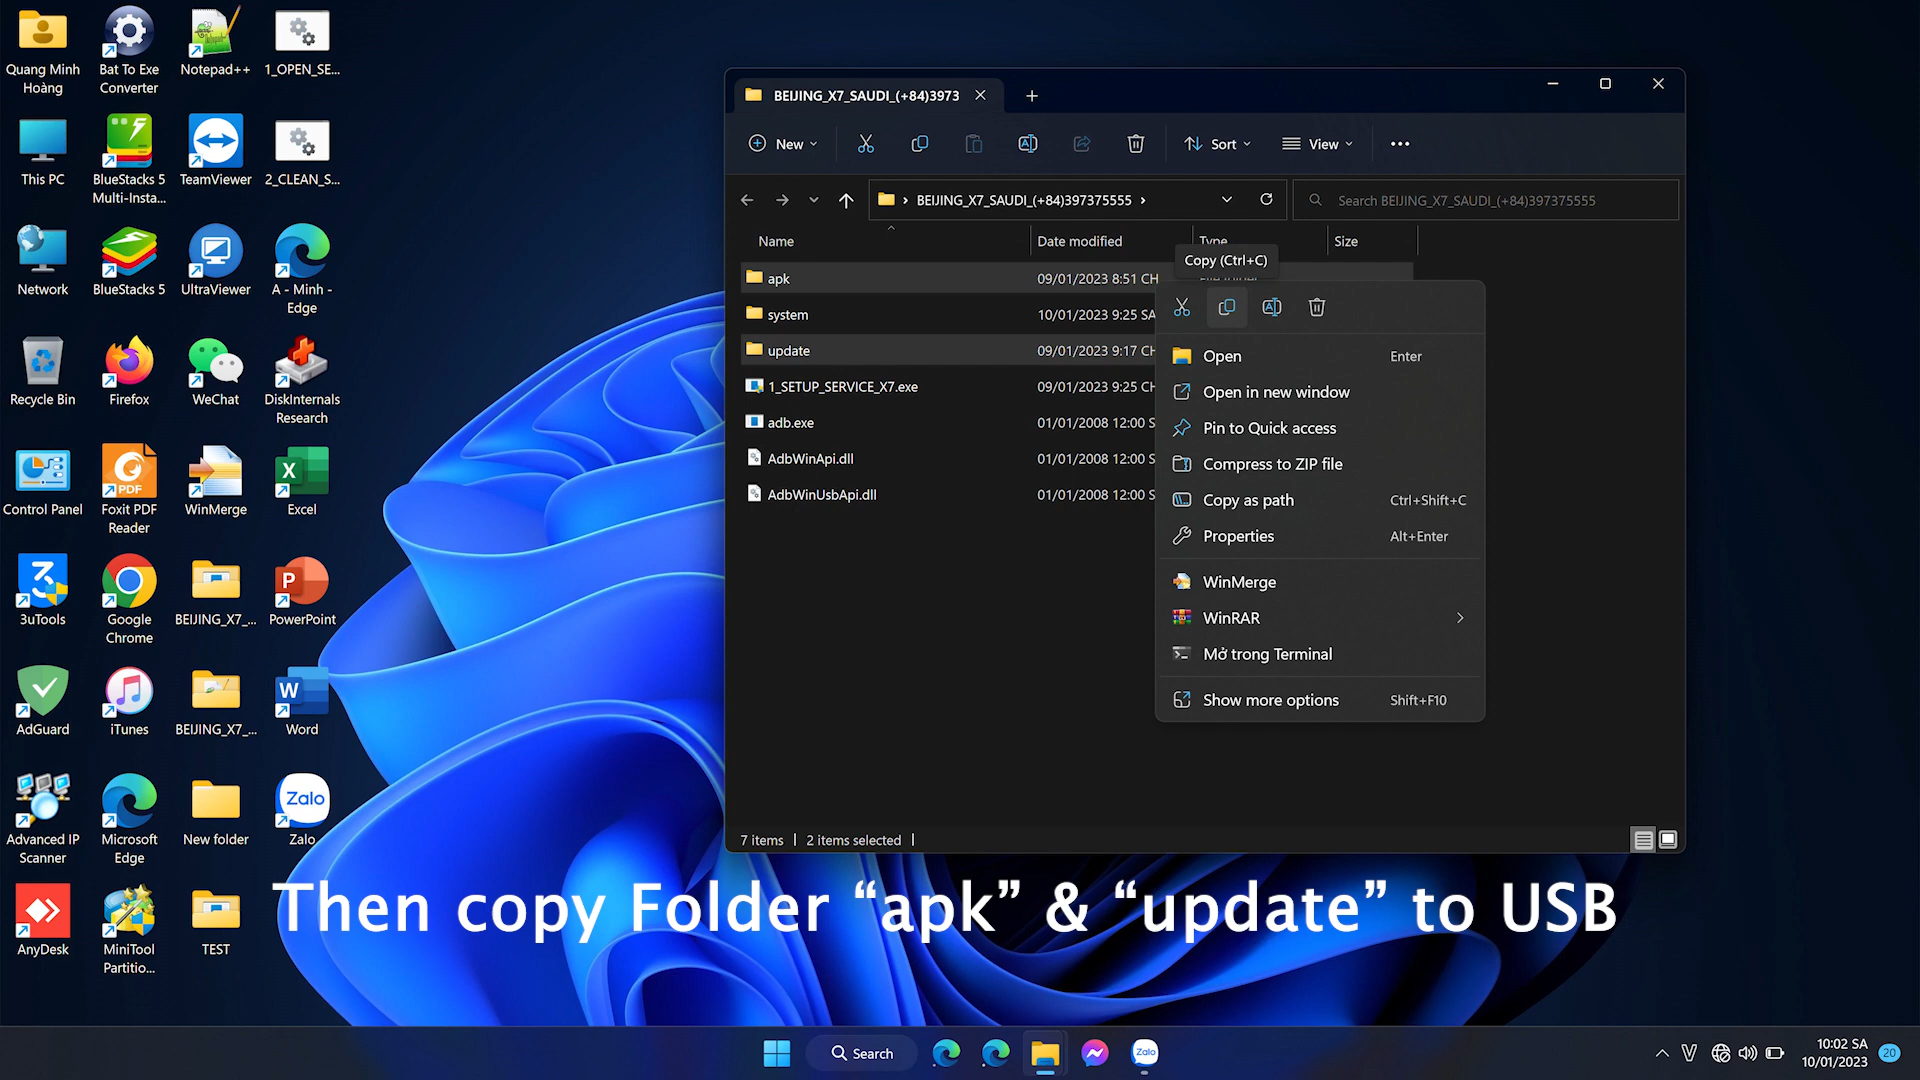 Quang Minh Hoàng
Bat To Exe Converter
Notepad++
1_OPEN_SE...
This PC
BlueStacks 5 Multi-Insta...
TeamViewer
2_CLEAN_S...
Network
BlueStacks 5
UltraViewer
A - Minh - Edge
Recycle Bin
Firefox
WeChat
DiskInternals Research
Control Panel
Foxit PDF Reader
WinMerge
Excel
3uTools
Google Chrome
BEIJING_X7_...
PowerPoint
AdGuard
iTunes
BEIJING_X7_...
Word
Advanced IP Scanner
Microsoft Edge
New folder
Zalo
AnyDesk
MiniTool Partitio...
TEST
BEIJING_X7_SAUDI_(+84)3973
New
Sort
View
BEIJING_X7_SAUDI_(+84)397375555
Search BEIJING_X7_SAUDI_(+84)397375555
Name Date modified Type Size
Copy (Ctrl+C)
apk 09/01/2023 8:51 CH
system 10/01/2023 9:25 SA
update 09/01/2023 9:17 CH
1_SETUP_SERVICE_X7.exe 09/01/2023 9:25 CH
adb.exe 01/01/2008 12:00 S
AdbWinApi.dll 01/01/2008 12:00 S
AdbWinUsbApi.dll 01/01/2008 12:00 S
Open Enter
Open in new window
Pin to Quick access
Compress to ZIP file
Copy as path Ctrl+Shift+C
Properties Alt+Enter
WinMerge
WinRAR
Mở trong Terminal
Show more options Shift+F10
7 items 2 items selected
Then copy Folder “apk” & “update” to USB
Search
Zalo
10:02 SA
10/01/2023
20